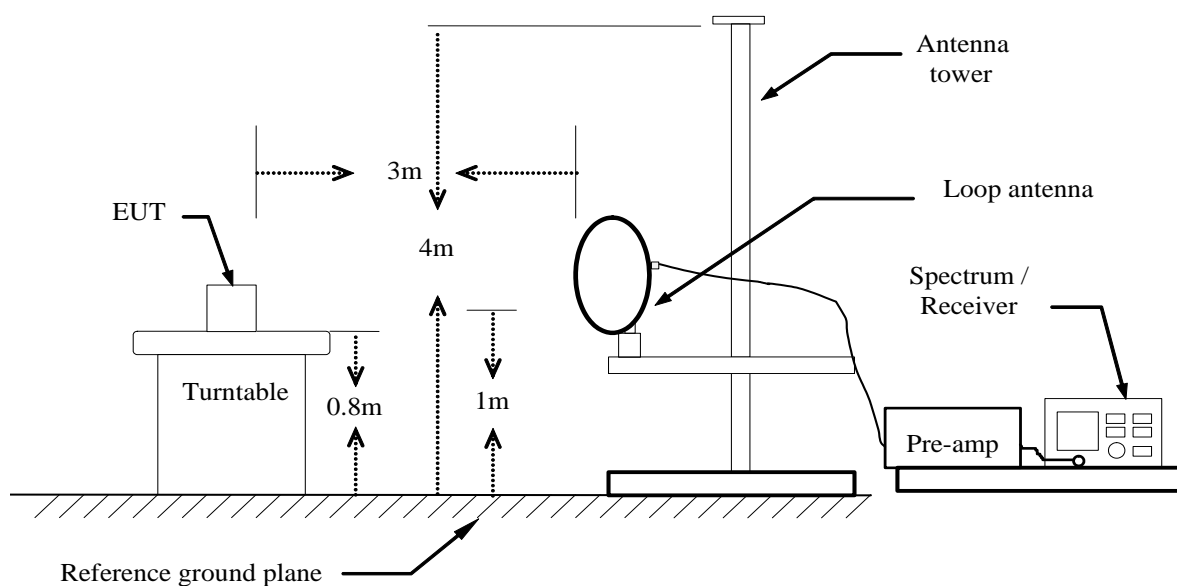 Antenna
tower
3m
Loop antenna
EUT
4m
Spectrum /
Receiver
Turntable
0.8m
1m
Pre-amp
Reference ground plane